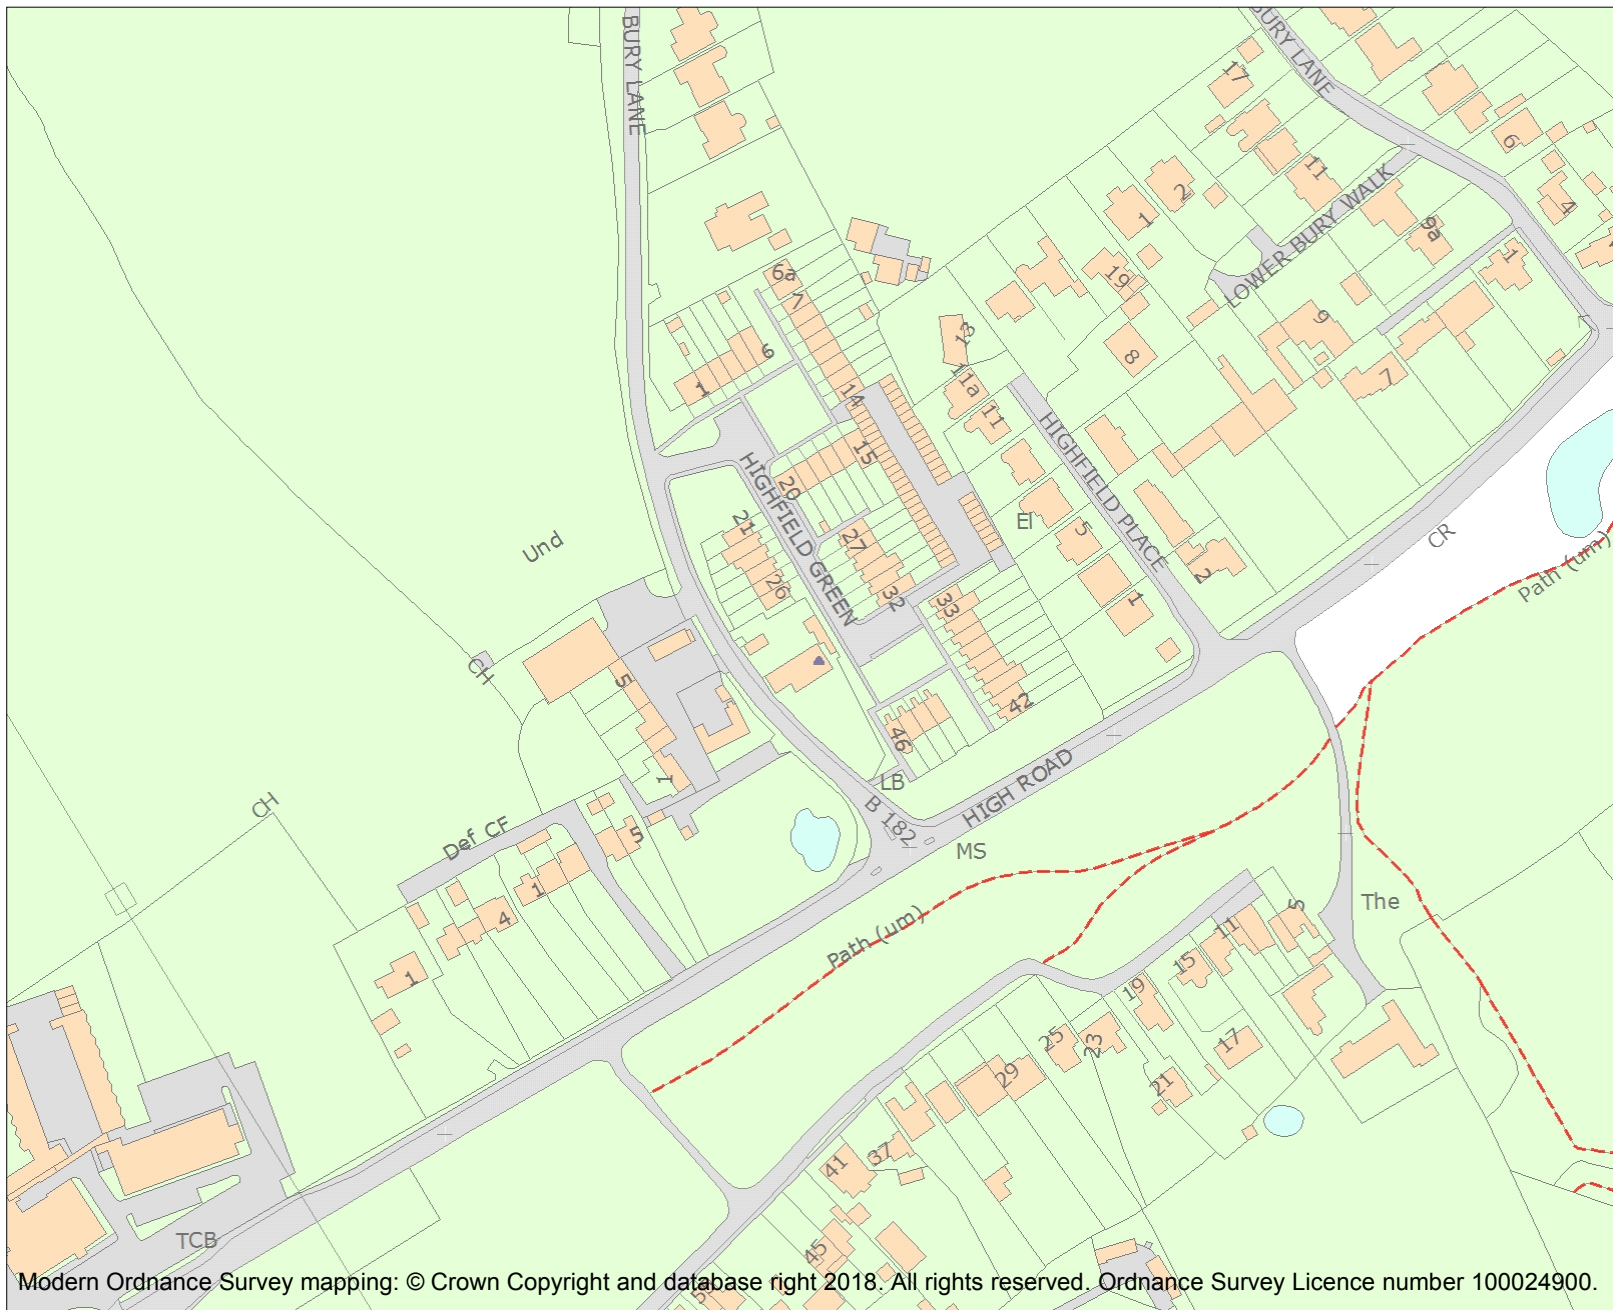 BURY LANE
BURY LANE
17
11
6
4
2
1
LOWER BURY WALK
9a
1
6a
7
19
13
9
8
6
1
14
11a
11
7
HIGHFIELD PLACE
15
20
HIGHFIELD GREEN
21
27
El
5
CR
Und
Path (um)
26
32
33
2
1
CH
5
42
46
1
LB
HIGH ROAD
CH
B 182
Def CF
5
MS
1
4
The
5
11
Path (um)
15
1
19
25
23
17
29
21
41
37
TCB
45
Modern Ordnance Survey mapping: © Crown Copyright and database right 2018. All rights reserved. Ordnance Survey Licence number 100024900.